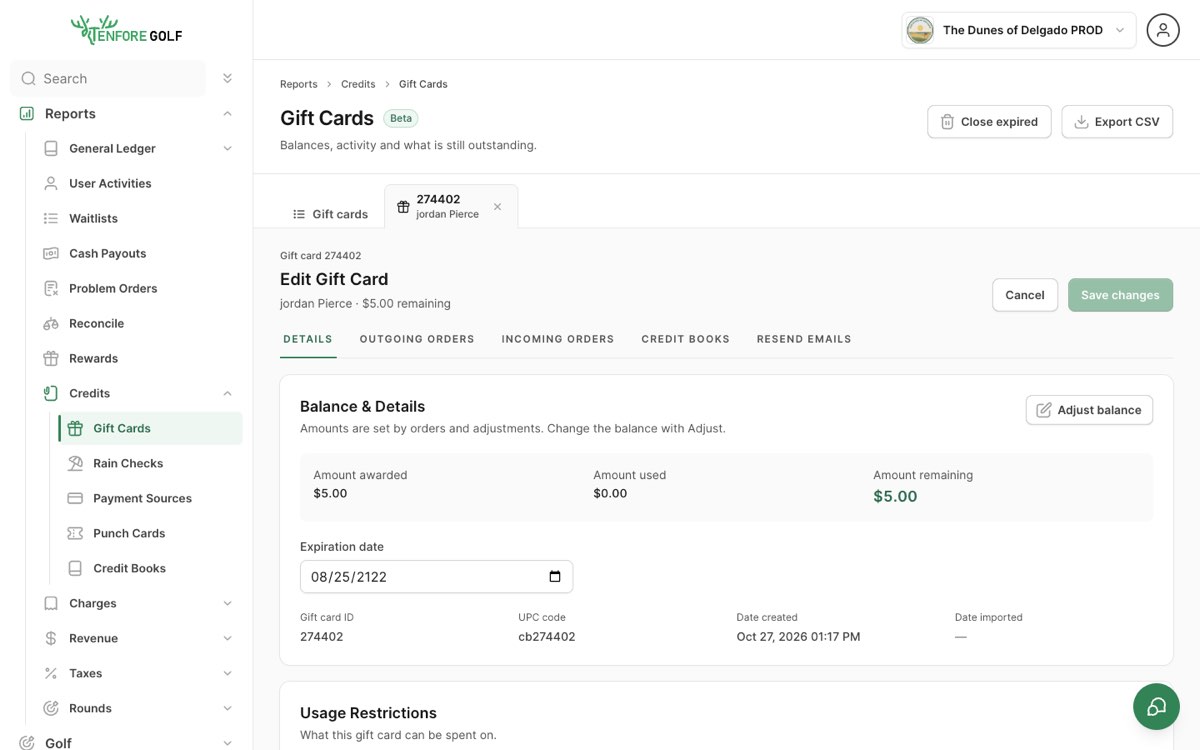 TENFORE GOLF
Search
Reports
General Ledger
User Activities
Waitlists
Cash Payouts
Problem Orders
Reconcile
Rewards
Credits
Gift Cards
Rain Checks
Payment Sources
Punch Cards
Credit Books
Charges
Revenue
Taxes
Rounds
Golf
The Dunes of Delgado PROD
Reports > Credits > Gift Cards
Gift Cards Beta
Balances, activity and what is still outstanding.
Close expired
Export CSV
Gift cards
274402
jordan Pierce
Gift card 274402
Edit Gift Card
jordan Pierce · $5.00 remaining
Cancel
Save changes
DETAILS OUTGOING ORDERS INCOMING ORDERS CREDIT BOOKS RESEND EMAILS
Balance & Details
Amounts are set by orders and adjustments. Change the balance with Adjust.
Adjust balance
Amount awarded
$5.00
Amount used
$0.00
Amount remaining
$5.00
Expiration date
08/25/2122
Gift card ID
274402
UPC code
cb274402
Date created
Oct 27, 2026 01:17 PM
Date imported
—
Usage Restrictions
What this gift card can be spent on.